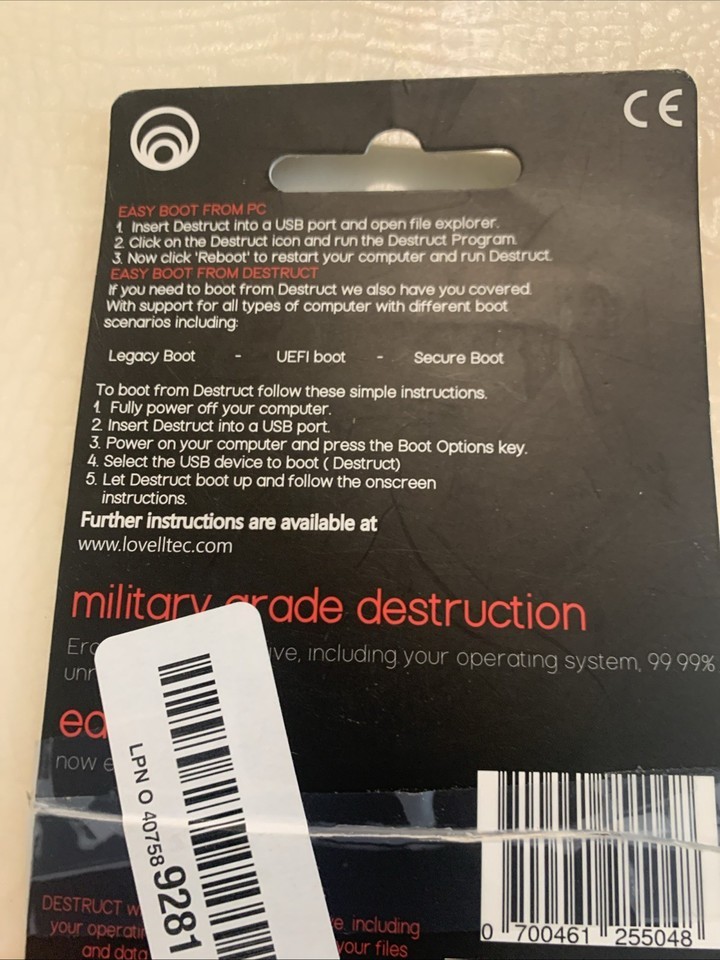 CE
EASY BOOT FROM PC
1. Insert Destruct into a USB port and open file explorer.
2. Click on the Destruct icon and run the Destruct Program.
3. Now click 'Reboot' to restart your computer and run Destruct.
EASY BOOT FROM DESTRUCT
If you need to boot from Destruct we also have you covered.
With support for all types of computer with different boot
scenarios including:
Legacy Boot - UEFI boot - Secure Boot
To boot from Destruct follow these simple instructions.
1. Fully power off your computer.
2. Insert Destruct into a USB port.
3. Power on your computer and press the Boot Options key.
4. Select the USB device to boot ( Destruct)
5. Let Destruct boot up and follow the onscreen
instructions.
Further instructions are available at
www.lovelltec.com
military grade destruction
including your operating system, 99.99%
now
LPN O 407589281
0 700461 255048
DESTRUCT
including
your
your files
and